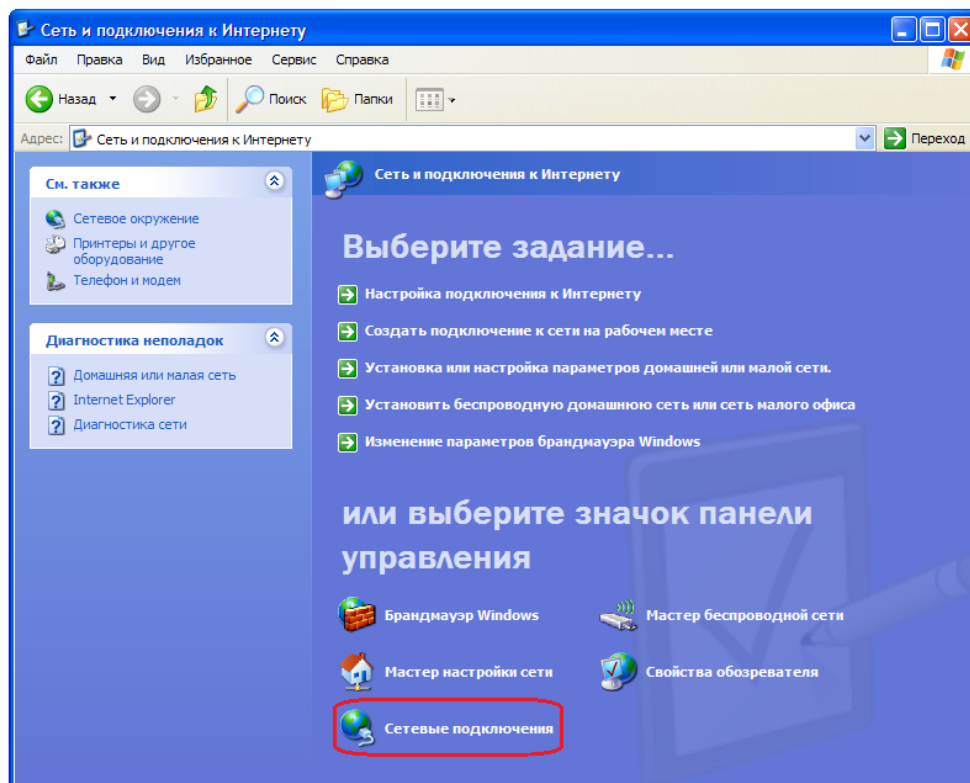 Сеть и подключения к Интернету
Файл Правка Вид Избранное Сервис Справка
Назад Поиск Папки
Адрес: Сеть и подключения к Интернету Переход
См. также
Сетевое окружение
Принтеры и другое
оборудование
Телефон и модем
Диагностика неполадок
Домашняя или малая сеть
Internet Explorer
Диагностика сети
Сеть и подключения к Интернету
Выберите задание...
Настройка подключения к Интернету
Создать подключение к сети на рабочем месте
Установка или настройка параметров домашней или малой сети.
Установить беспроводную домашнюю сеть или сеть малого офиса
Изменение параметров брандмауэра Windows
или выберите значок панели
управления
Брандмауэр Windows Мастер беспроводной сети
Мастер настройки сети Свойства обозревателя
Сетевые подключения